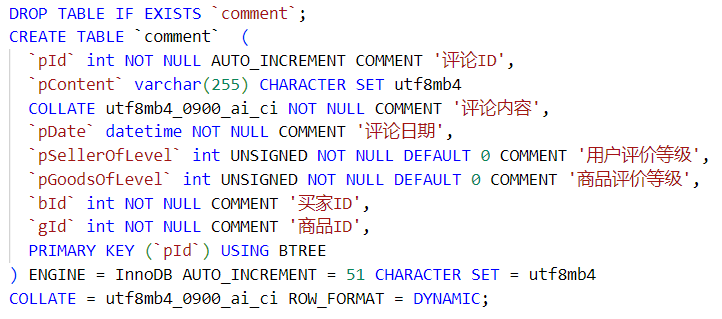 DROP TABLE IF EXISTS `comment`;
CREATE TABLE `comment`  (
  `pId` int NOT NULL AUTO_INCREMENT COMMENT '评论ID',
  `pContent` varchar(255) CHARACTER SET utf8mb4
  COLLATE utf8mb4_0900_ai_ci NOT NULL COMMENT '评论内容',
  `pDate` datetime NOT NULL COMMENT '评论日期',
  `pSellerOfLevel` int UNSIGNED NOT NULL DEFAULT 0 COMMENT '用户评价等级',
  `pGoodsOfLevel` int UNSIGNED NOT NULL DEFAULT 0 COMMENT '商品评价等级',
  `bId` int NOT NULL COMMENT '买家ID',
  `gId` int NOT NULL COMMENT '商品ID',
  PRIMARY KEY (`pId`) USING BTREE
) ENGINE = InnoDB AUTO_INCREMENT = 51 CHARACTER SET = utf8mb4
COLLATE = utf8mb4_0900_ai_ci ROW_FORMAT = DYNAMIC;